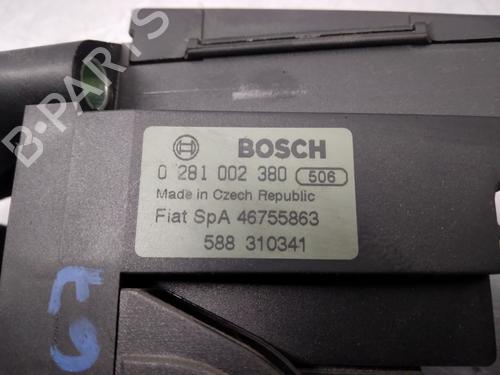 BOSCH
0 281 002 380 506
Made in Czech Republic
Fiat SpA 46755863
588 310341
B-PARTS